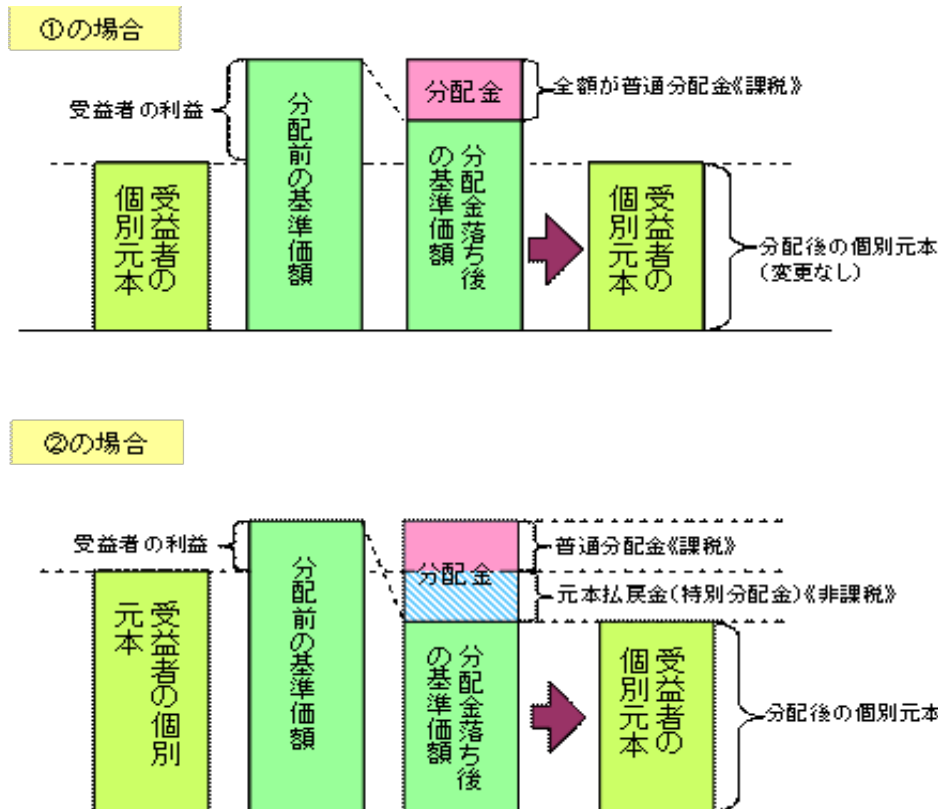 ①の場合
受益者の利益
受益者の
個別元本
分配前の基準価額
分配金
分配金落ち後
の基準価額
全額が普通分配金《課税》
受益者の
個別元本
分配後の個別元本
(変更なし)
②の場合
受益者の利益
受益者の個別
元本
分配前の基準価額
分配金
分配金落ち後
の基準価額
普通分配金《課税》
元本払戻金(特別分配金)《非課税》
受益者の
個別元本
分配後の個別元本